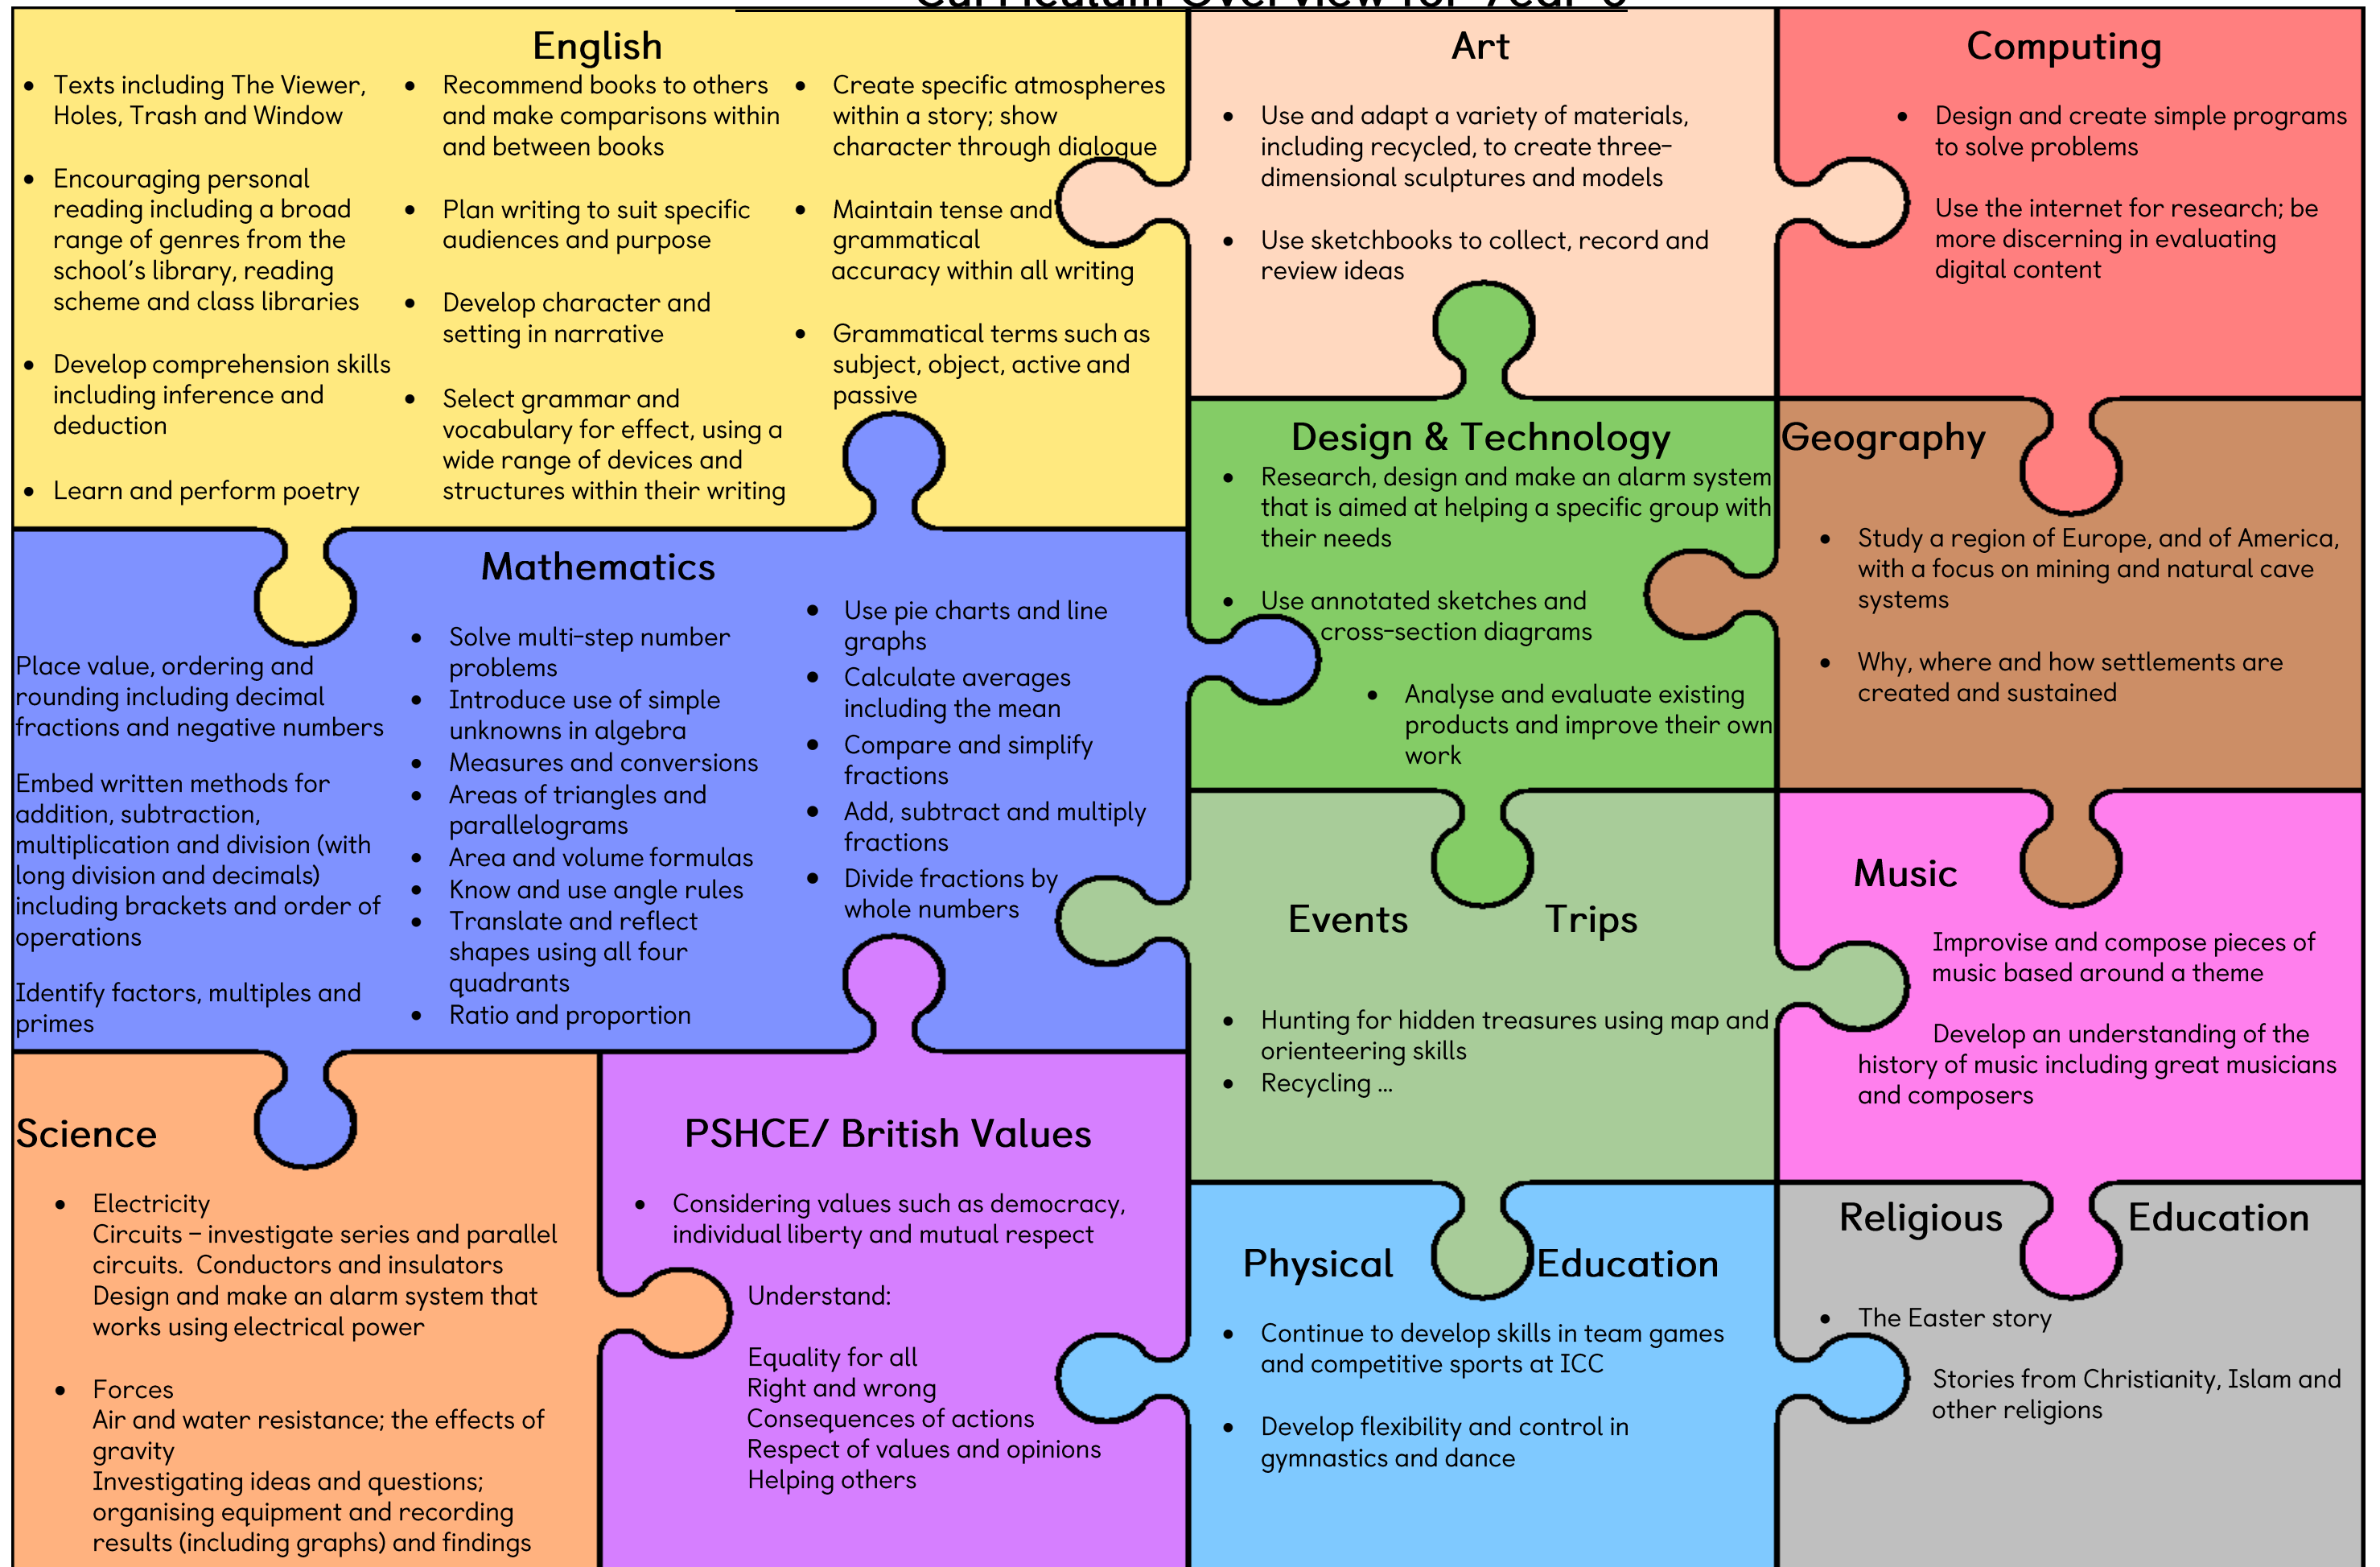 Curriculum Overview for Year 6
English
Texts including The Viewer,
Holes, Trash and Window
Encouraging personal
reading including a broad
range of genres from the
school's library, reading
scheme and class libraries
Develop comprehension skills
including inference and
deduction
Learn and perform poetry
Recommend books to others
and make comparisons within
and between books
Plan writing to suit specific
audiences and purpose
Develop character and
setting in narrative
Select grammar and
vocabulary for effect, using a
wide range of devices and
structures within their writing
Create specific atmospheres
within a story; show
character through dialogue
Maintain tense and
grammatical
accuracy within all writing
Grammatical terms such as
subject, object, active and
passive
Art
Use and adapt a variety of materials,
including recycled, to create three-
dimensional sculptures and models
Use sketchbooks to collect, record and
review ideas
Computing
Design and create simple programs
to solve problems
Use the internet for research; be
more discerning in evaluating
digital content
Mathematics
Place value, ordering and
rounding including decimal
fractions and negative numbers
Embed written methods for
addition, subtraction,
multiplication and division (with
long division and decimals)
including brackets and order of
operations
Identify factors, multiples and
primes
Solve multi-step number
problems
Introduce use of simple
unknowns in algebra
Measures and conversions
Areas of triangles and
parallelograms
Area and volume formulas
Know and use angle rules
Translate and reflect
shapes using all four
quadrants
Ratio and proportion
Use pie charts and line
graphs
Calculate averages
including the mean
Compare and simplify
fractions
Add, subtract and multiply
fractions
Divide fractions by
whole numbers
Design & Technology
Research, design and make an alarm system
that is aimed at helping a specific group with
their needs
Use annotated sketches and
cross-section diagrams
Analyse and evaluate existing
products and improve their own
work
Geography
Study a region of Europe, and of America,
with a focus on mining and natural cave
systems
Why, where and how settlements are
created and sustained
Events Trips
Hunting for hidden treasures using map and
orienteering skills
Recycling ...
Music
Improvise and compose pieces of
music based around a theme
Develop an understanding of the
history of music including great musicians
and composers
Science
Electricity
Circuits – investigate series and parallel
circuits. Conductors and insulators
Design and make an alarm system that
works using electrical power
Forces
Air and water resistance; the effects of
gravity
Investigating ideas and questions;
organising equipment and recording
results (including graphs) and findings
PSHCE/ British Values
Considering values such as democracy,
individual liberty and mutual respect
Understand:
Equality for all
Right and wrong
Consequences of actions
Respect of values and opinions
Helping others
Physical Education
Continue to develop skills in team games
and competitive sports at ICC
Develop flexibility and control in
gymnastics and dance
Religious Education
The Easter story
Stories from Christianity, Islam and
other religions